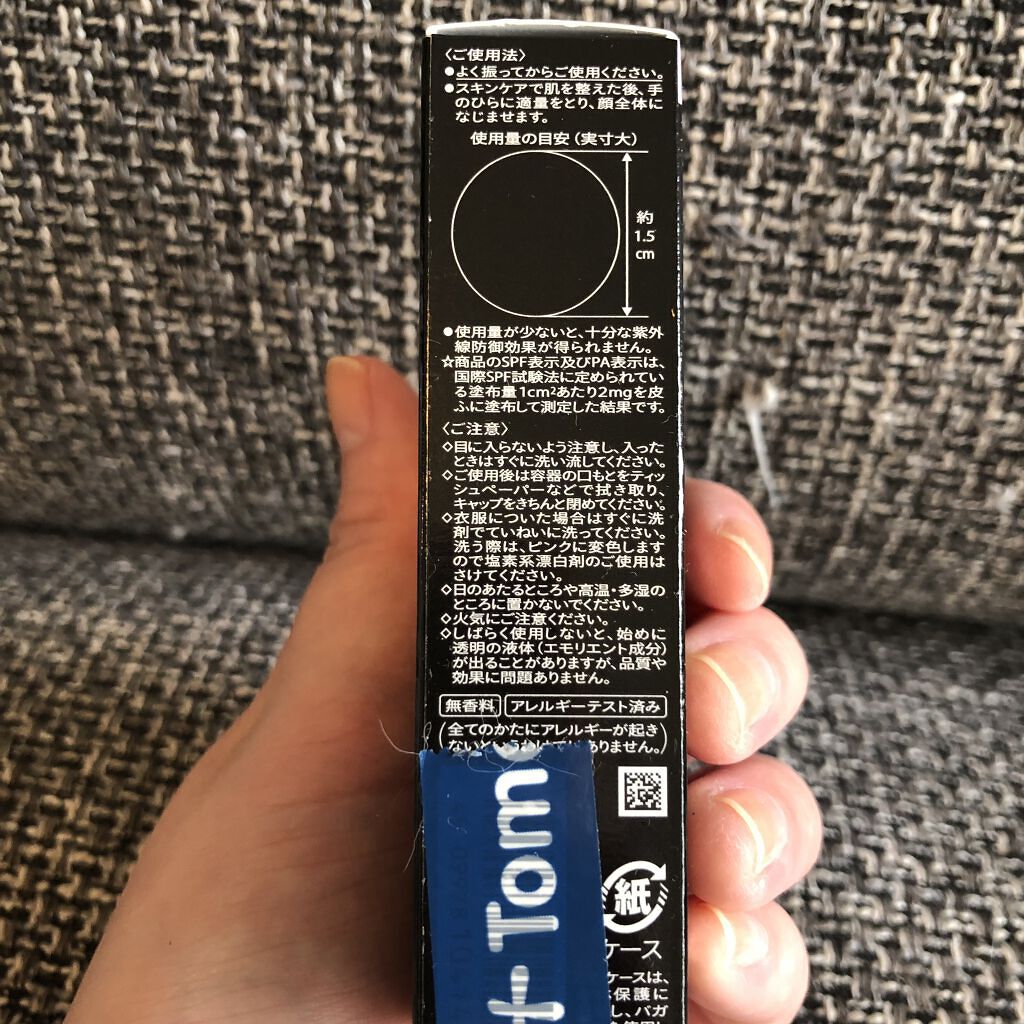 〈ご使用法〉
●よく振ってからご使用ください。
●スキンケアで肌を整えた後、手
のひらに適量をとり、顔全体に
なじませます。
使用量の目安(実寸大)
約
1.5
cm
●使用量が少ないと、十分な紫外
線防御効果が得られません。
☆商品のSPF表示及びPA表示は、
国際SPF試験法に定められてい
る塗布量1cm²あたり2mgを皮
ふに塗布して測定した結果です。
〈ご注意〉
◇目に入らないよう注意し、入った
ときはすぐに洗い流してください。
◇ご使用後は容器の口もとをティッ
シュペーパーなどで拭き取り、
キャップをきちんと閉めてください。
◇衣服についた場合はすぐに洗
剤でていねいに洗ってください。
洗う際は、ピンクに変色します
ので塩素系漂白剤のご使用は
さけてください。
◇日のあたるところや高温・多湿の
ところに置かないでください。
◇火気にご注意ください。
◇しばらく使用しないと、始めに
透明の液体(エモリエント成分)
が出ることがありますが、品質や
効果に問題ありません。
無香料 アレルギーテスト済み
(全てのかたにアレルギーが起き
ないというわけではありません。)
t Tom
紙
ケース
ケースは、
保護に
し、バガ